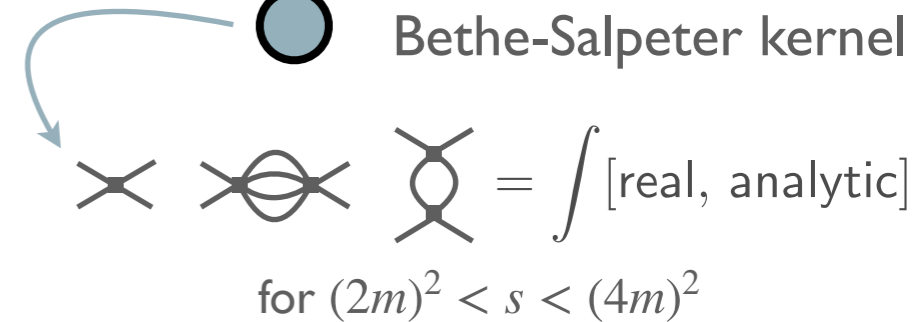 Bethe-Salpeter kernel
= ∫ [real, analytic]
for (2m)² < s < (4m)²